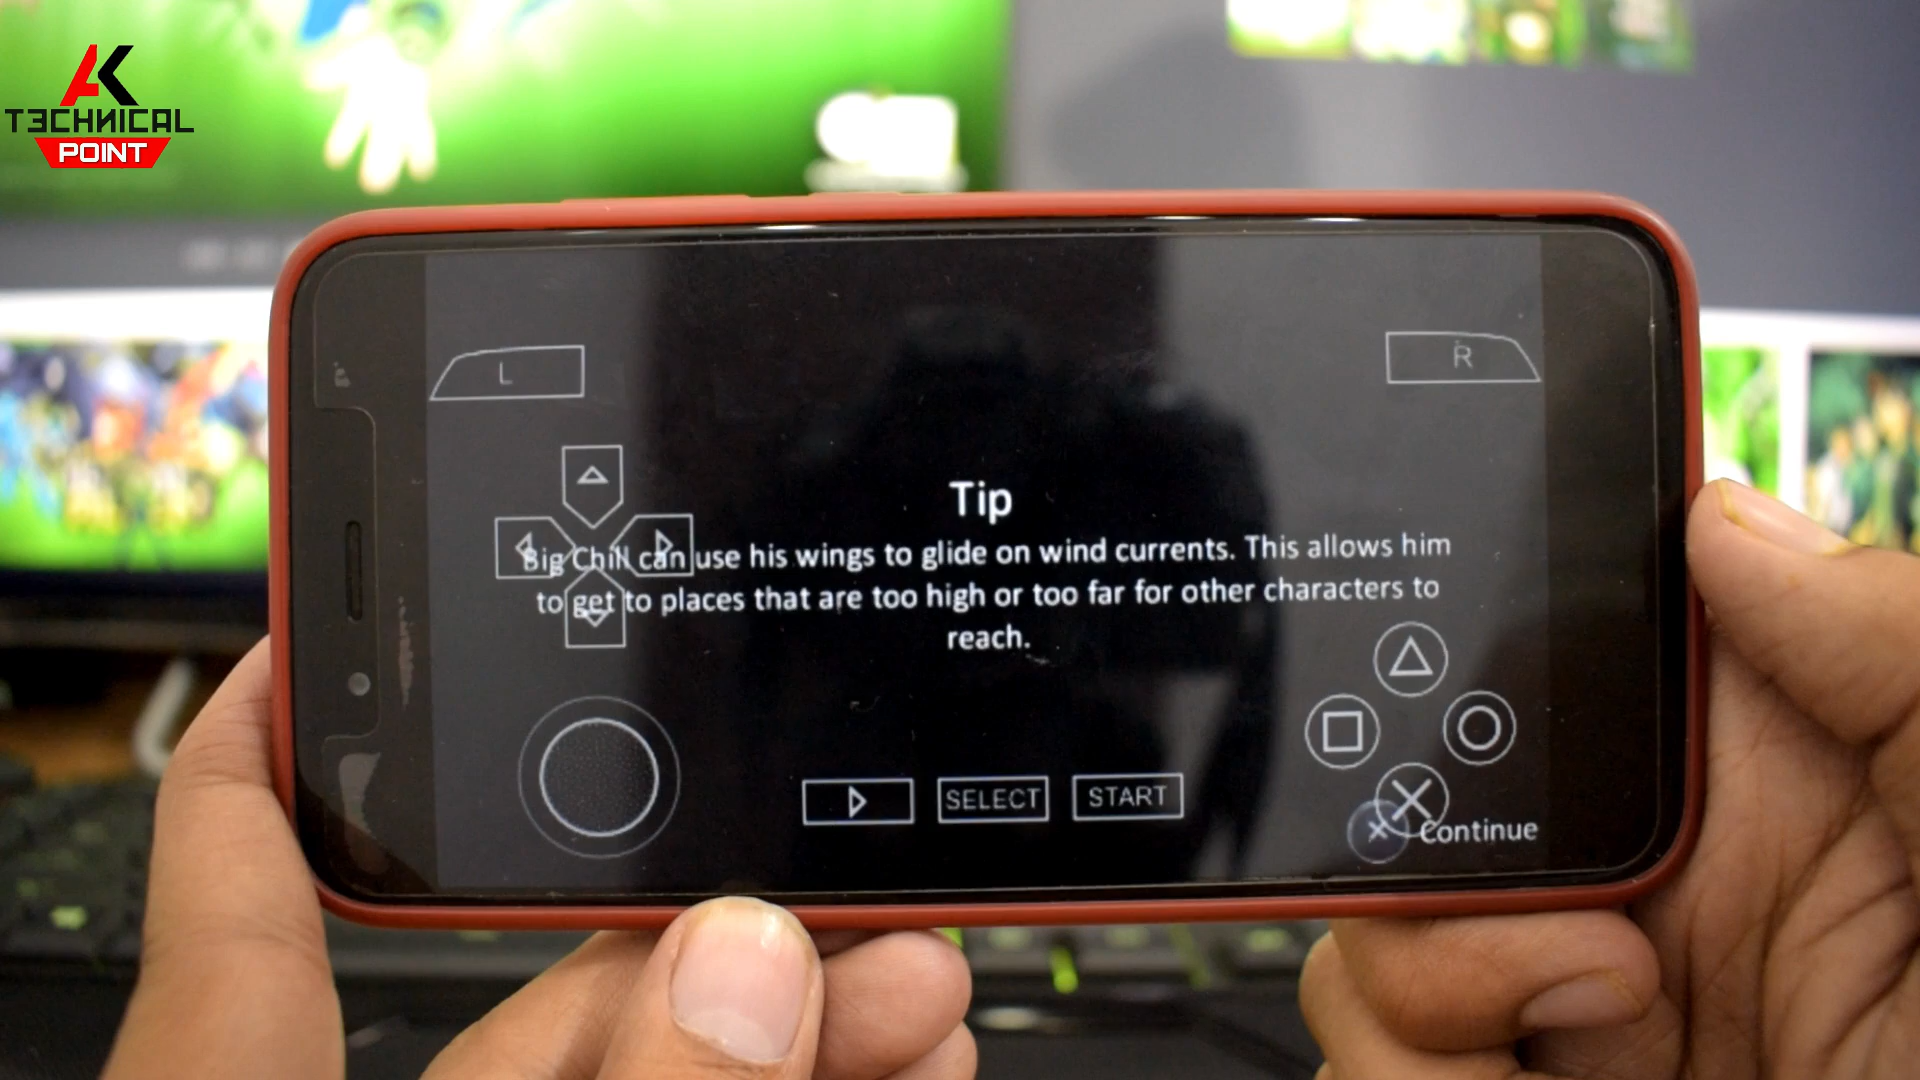 AK
TECHNICAL
POINT
L
R
Tip
Big Chill can use his wings to glide on wind currents. This allows him
to get to places that are too high or too far for other characters to
reach.
SELECT
START
Continue